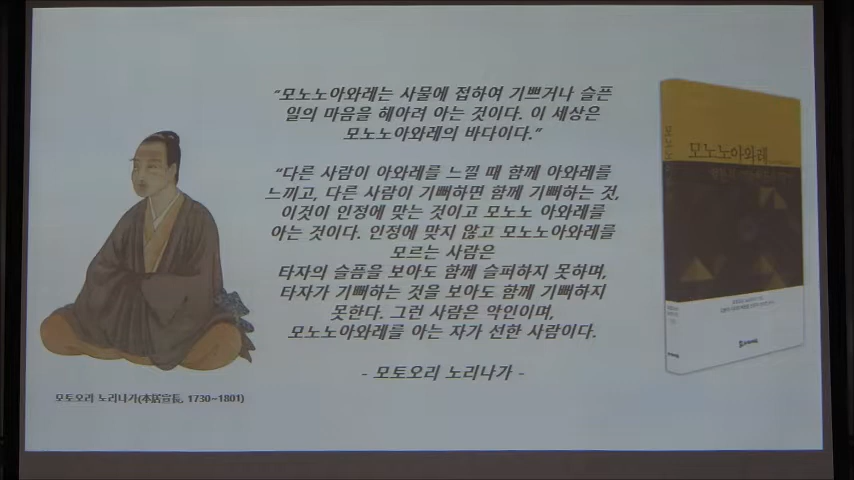 "모노노아와레는 사물에 접하여 기쁘거나 슬픈
일의 마음을 헤아려 아는 것이다. 이 세상은
모노노아와레의 바다이다."
"다른 사람이 아와레를 느낄 때 함께 아와레를
느끼고, 다른 사람이 기뻐하면 함께 기뻐하는 것,
이것이 인정에 맞는 것이고 모노노 아와레를
아는 것이다. 인정에 맞지 않고 모노노아와레를
모르는 사람은
타자의 슬픔을 보아도 함께 슬퍼하지 못하며,
타자가 기뻐하는 것을 보아도 함께 기뻐하지
못한다. 그런 사람은 악인이며,
모노노아와레를 아는 자가 선한 사람이다.
- 모토오리 노리나가 -
모토오리 노리나가(本居宣長, 1730~1801)
모노노아와레